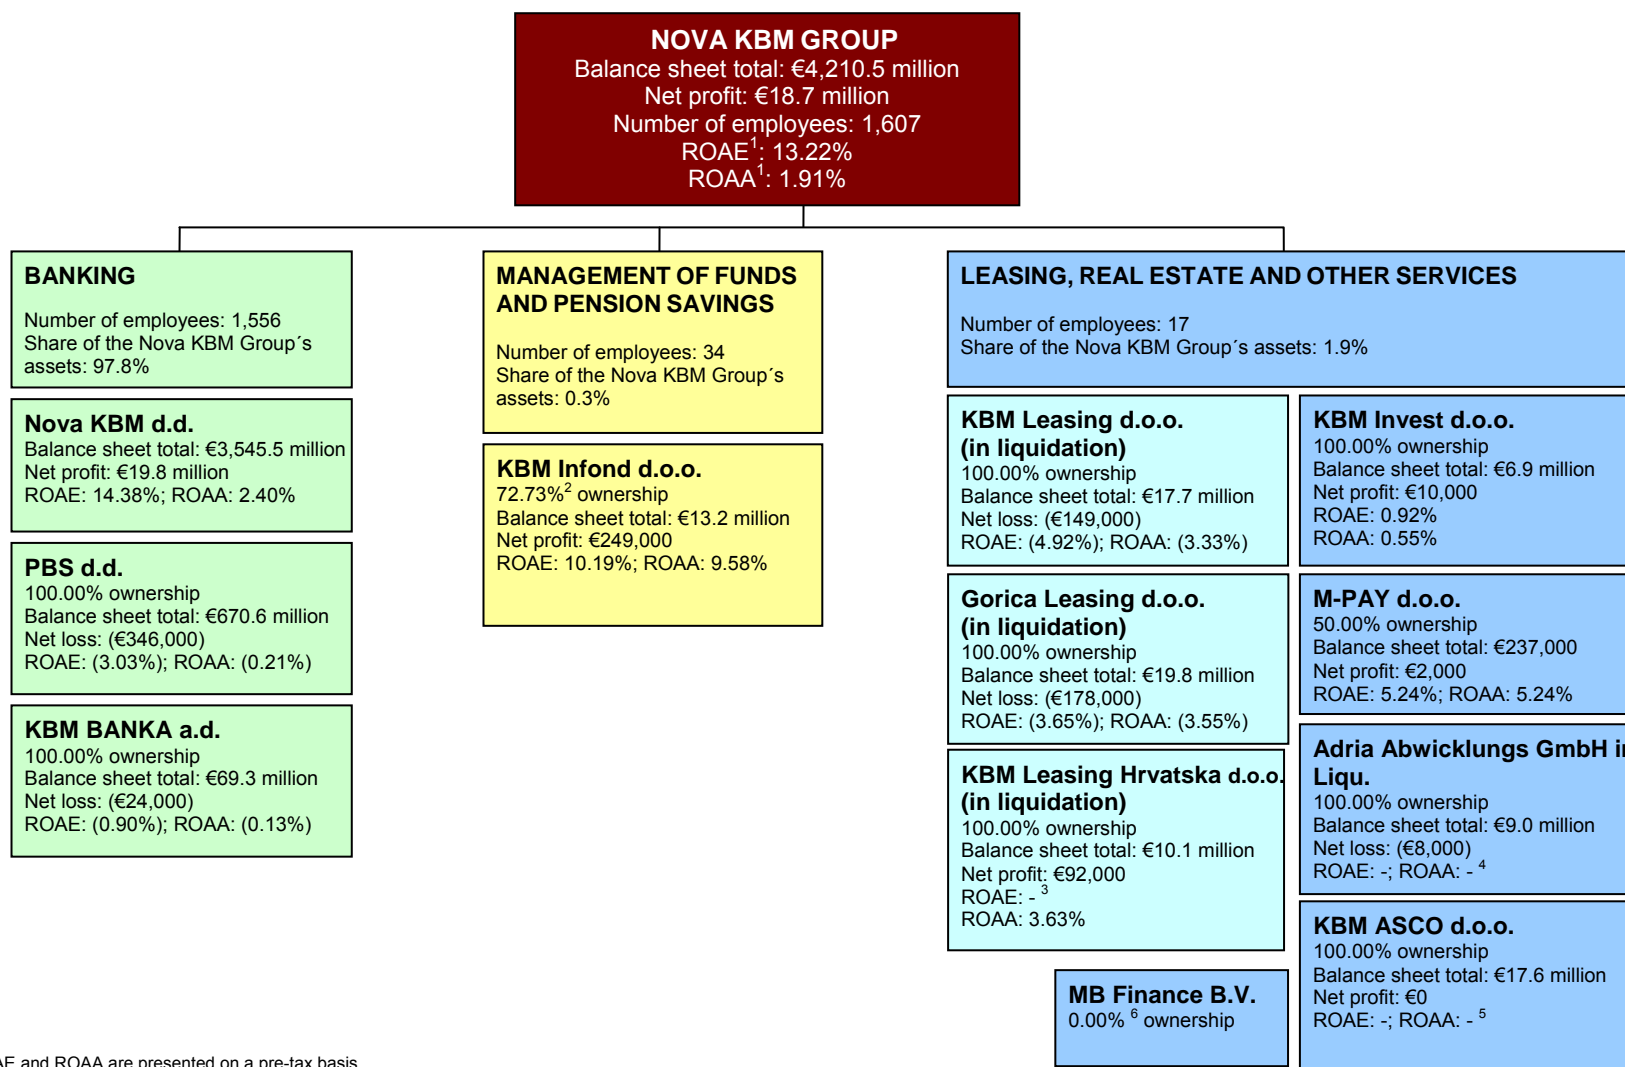 NOVA KBM GROUP
Balance sheet total: €4,210.5 million
Net profit: €18.7 million
Number of employees: 1,607
ROAE1: 13.22%
ROAA1: 1.91%
BANKING
Number of employees: 1,556
Share of the Nova KBM Group´s
assets: 97.8%
Nova KBM d.d.
Balance sheet total: €3,545.5 million
Net profit: €19.8 million
ROAE: 14.38%; ROAA: 2.40%
PBS d.d.
100.00% ownership
Balance sheet total: €670.6 million
Net loss: (€346,000)
ROAE: (3.03%); ROAA: (0.21%)
KBM BANKA a.d.
100.00% ownership
Balance sheet total: €69.3 million
Net loss: (€24,000)
ROAE: (0.90%); ROAA: (0.13%)
MANAGEMENT OF FUNDS
AND PENSION SAVINGS
Number of employees: 34
Share of the Nova KBM Group´s
assets: 0.3%
KBM Infond d.o.o.
72.73%2 ownership
Balance sheet total: €13.2 million
Net profit: €249,000
ROAE: 10.19%; ROAA: 9.58%
LEASING, REAL ESTATE AND OTHER SERVICES
Number of employees: 17
Share of the Nova KBM Group´s assets: 1.9%
KBM Leasing d.o.o.
(in liquidation)
100.00% ownership
Balance sheet total: €17.7 million
Net loss: (€149,000)
ROAE: (4.92%); ROAA: (3.33%)
Gorica Leasing d.o.o.
(in liquidation)
100.00% ownership
Balance sheet total: €19.8 million
Net loss: (€178,000)
ROAE: (3.65%); ROAA: (3.55%)
KBM Leasing Hrvatska d.o.o.
(in liquidation)
100.00% ownership
Balance sheet total: €10.1 million
Net profit: €92,000
ROAE: - 3
ROAA: 3.63%
MB Finance B.V.
0.00% 6 ownership
KBM Invest d.o.o.
100.00% ownership
Balance sheet total: €6.9 million
Net profit: €10,000
ROAE: 0.92%
ROAA: 0.55%
M-PAY d.o.o.
50.00% ownership
Balance sheet total: €237,000
Net profit: €2,000
ROAE: 5.24%; ROAA: 5.24%
Adria Abwicklungs GmbH
Liqu.
100.00% ownership
Balance sheet total: €9.0 million
Net loss: (€8,000)
ROAE: -; ROAA: - 4
KBM ASCO d.o.o.
100.00% ownership
Balance sheet total: €17.6 million
Net profit: €0
ROAE: -; ROAA: - 5
and ROAA are presented on a pre-tax basis